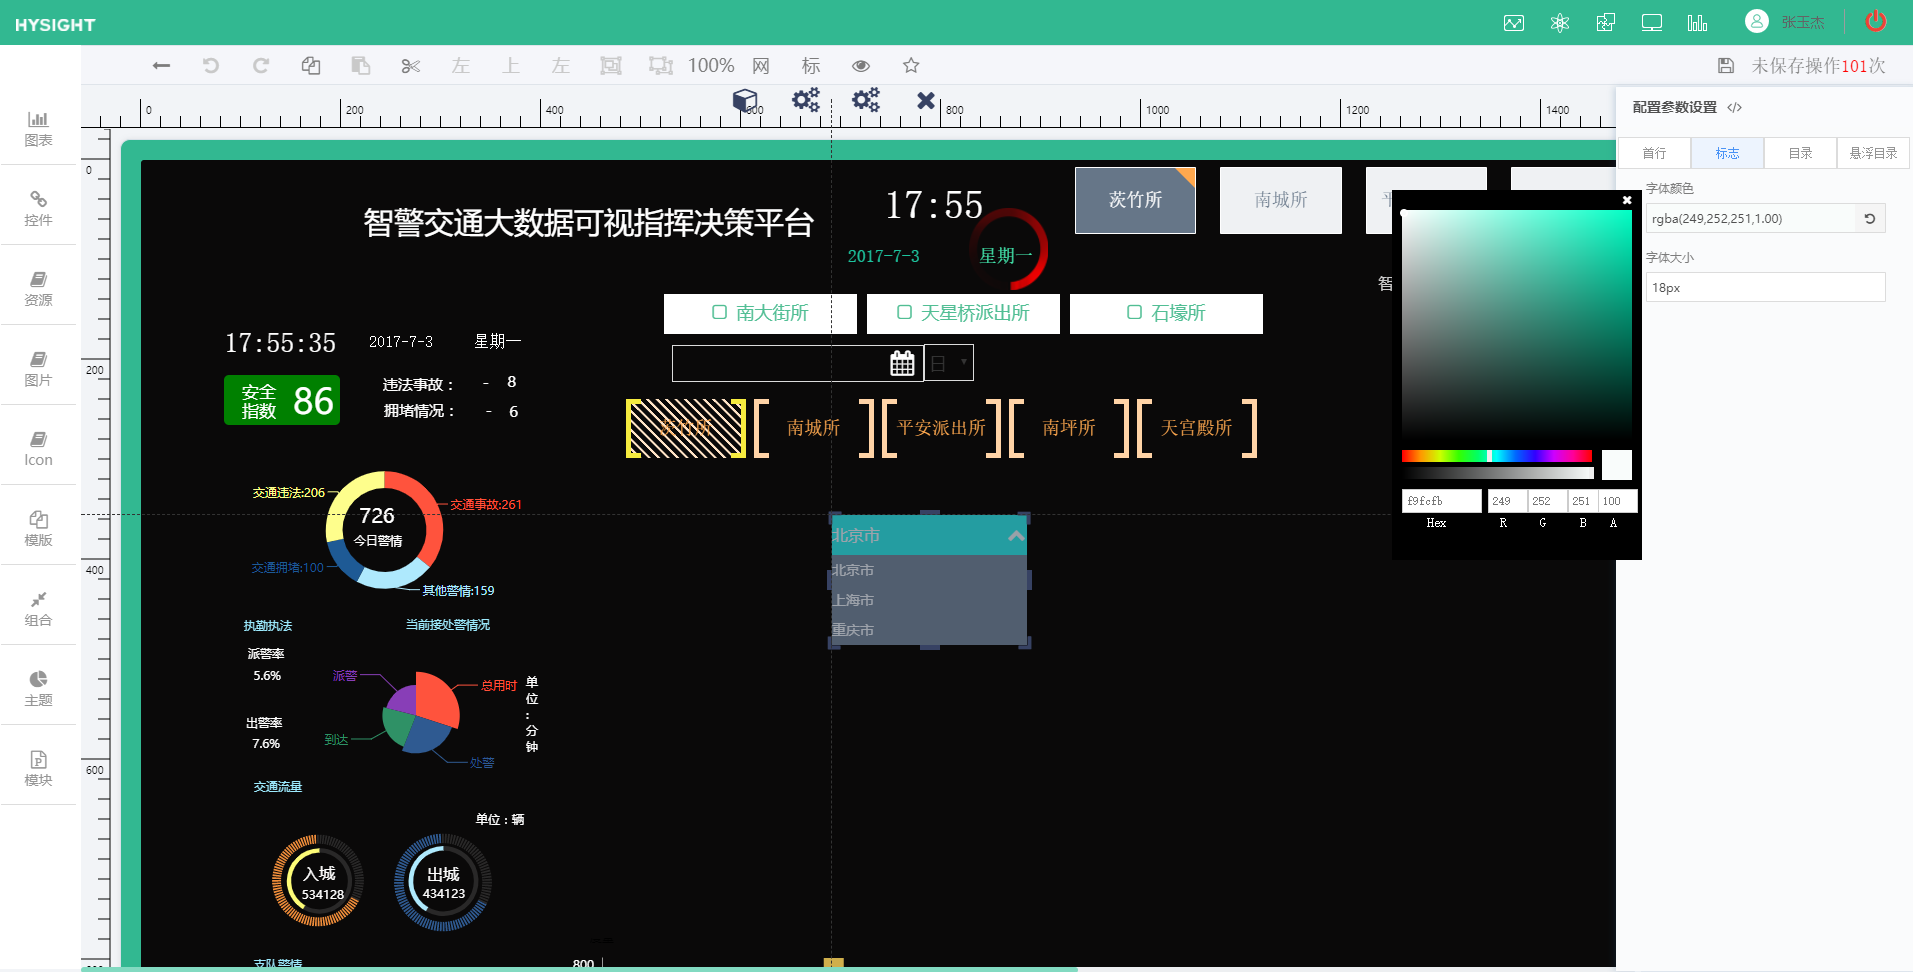 HYSIGHT
张玉杰
左
上
左
100%
网
标
未保存操作101次
图表
控件
资源
图片
Icon
模版
组合
主题
模块
0
200
400
600
800
1000
1200
1400
0
200
400
600
配置参数设置 </>
首行
标志
目录
悬浮目录
字体颜色
rgba(249,252,251,1.00)
字体大小
18px
f9fcfb
249
252
251
100
Hex
R
G
B
A
智警交通大数据可视指挥决策平台
17:55
2017-7-3
星期一
茨竹所
南城所
智
南大街所
天星桥派出所
石壕所
日
茨竹所
南城所
平安派出所
南坪所
天宫殿所
17:55:35
2017-7-3
星期一
安全
指数
86
违法事故： - 8
拥堵情况： - 6
交通违法:206
交通事故:261
726
今日警情
交通拥堵:100
其他警情:159
北京市
北京市
上海市
重庆市
执勤执法
当前接处警情况
派警率
5.6%
出警率
7.6%
派警
总用时
到达
处警
单位:分钟
交通流量
单位：辆
入城
534128
出城
434123
支队警情
800